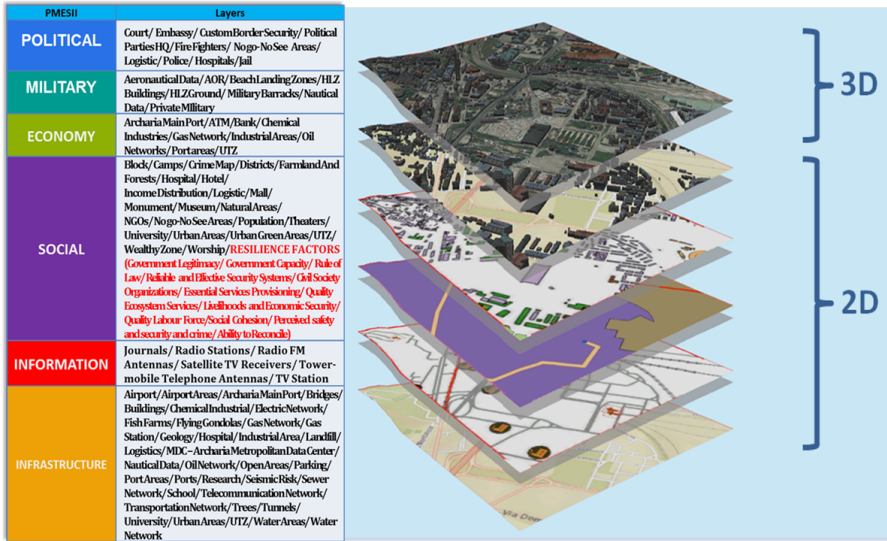 PMESII Layers
POLITICAL
Court/ Embassy/ Custom Border Security/ Political
Parties HQ/ Fire Fighters/ No go-No See Areas/
Logistic/ Police/ Hospitals/Jail
MILITARY
Aeronautical Data/ AOR/ Beach Landing Zones/HLZ
Buildings/ HLZ Ground/ Military Barracks/ Nautical
Data/ Private MIlitary
ECONOMY
Archaria Main Port/ATM/Bank/ Chemical
Industries/ Gas Network/Industrial Areas/Oil
Networks/ Port areas/UTZ
SOCIAL
Block/ Camps/ Crime Map/ Districts/ Farmland And
Forests/ Hospital/ Hotel/
Income Distribution/Logistic/Mall/
Monument/ Museum/ Natural Areas/
NGOs/ No go-No See Areas/ Population/Theaters/
University/ Urban Areas/ Urban Green Areas/UTZ/
Wealthy Zone/ Worship/RESILIENCE FACTORS
(Government Legitimacy/ Government Capacity/ Rule of
Law/ Reliable and Effective Security Systems/ Civil Society
Organizations/ Essential Services Provisioning/ Quality
Ecosystem Services/ Livelihoods and Economic Security/
Quality Labour Force/Social Cohesion/ Perceived safety
and security and crime/ Ability to Reconcile)
INFORMATION
Journals/ Radio Stations/ Radio FM
Antennas/ Satellite TV Receivers/ Tower-
mobile Telephone Antennas/ TV Station
INFRASTRUCTURE
Airport/ Airport Areas/ Archaria Main Port/ Bridges/
Buildings/ Chemical Industrial/ Electric Network/
Fish Farms/ Flying Gondolas/ Gas Network/ Gas
Station/ Geology/ Hospital/ Industrial Area/ Landfill/
Logistics/ MDC – Archaria Metropolitan Data Center/
Nautical Data/ Oil Network/ Open Areas/ Parking/
Port Areas/ Ports/ Research/ Seismic Risk/ Sewer
Network/ School/ Telecommunication Network/
Transportation Network/ Trees/ Tunnels/
University/ Urban Areas/ UTZ/ Water Areas/ Water
Network
3D
2D